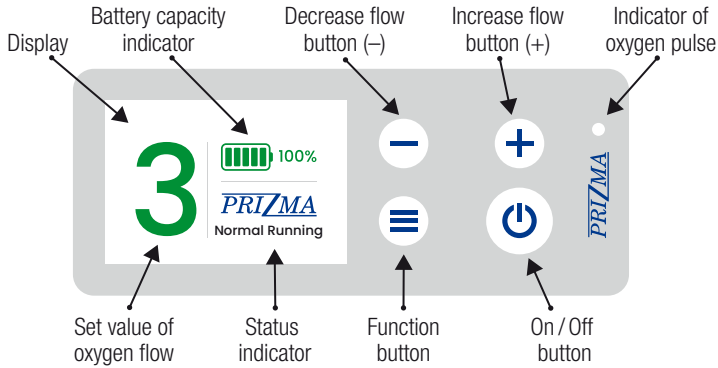 Display
Battery capacity
indicator
Decrease flow
button (–)
Increase flow
button (+)
Indicator of
oxygen pulse
3
100%
PRIZMA
Normal Running
PRIZMA
Set value of
oxygen flow
Status
indicator
Function
button
On / Off
button